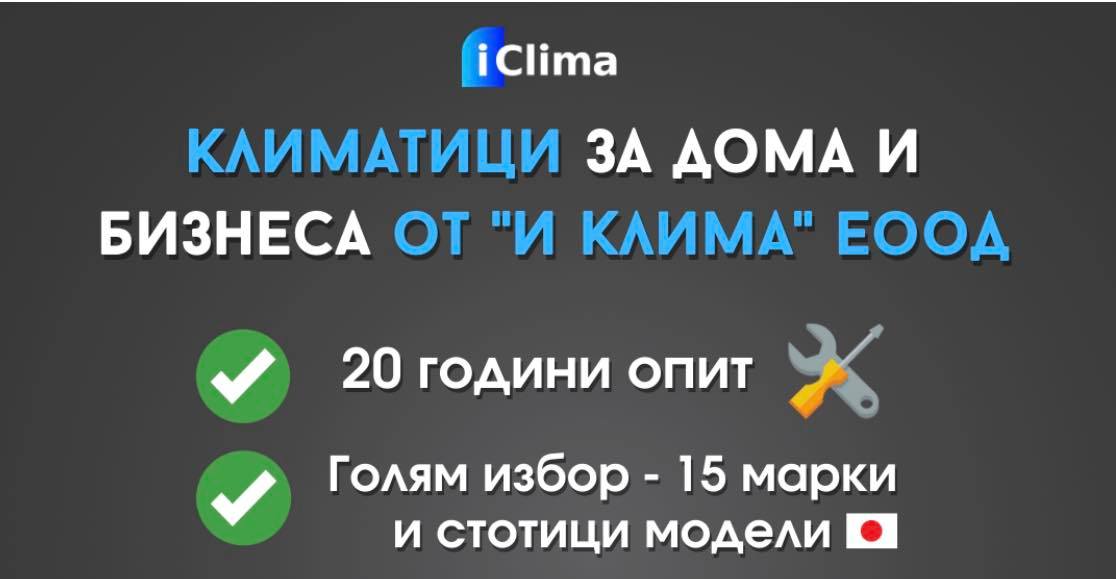 iClima
КЛИМАТИЦИ ЗА ДОМА И
БИЗНЕСА ОТ "И КЛИМА" ЕООД
20 години опит
Голям избор - 15 марки
и стотици модели